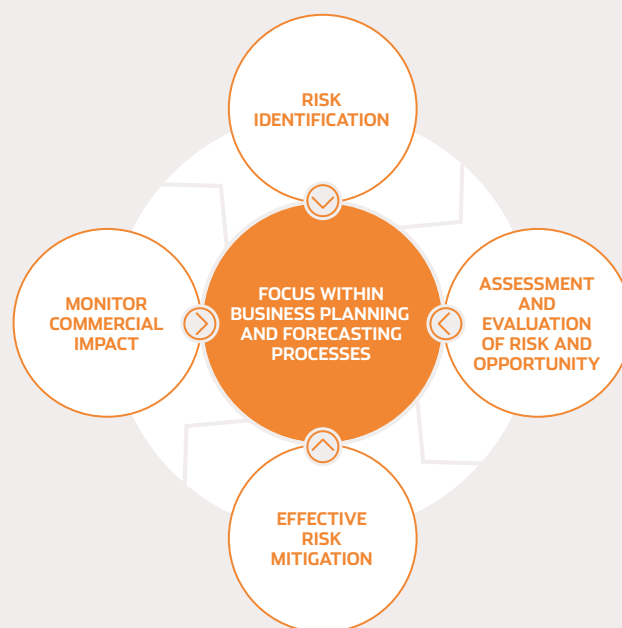 RISK
IDENTIFICATION
MONITOR
COMMERCIAL
IMPACT
FOCUS WITHIN
BUSINESS PLANNING
AND FORECASTING
PROCESSES
ASSESSMENT
AND
EVALUATION
OF RISK AND
OPPORTUNITY
EFFECTIVE
RISK
MITIGATION